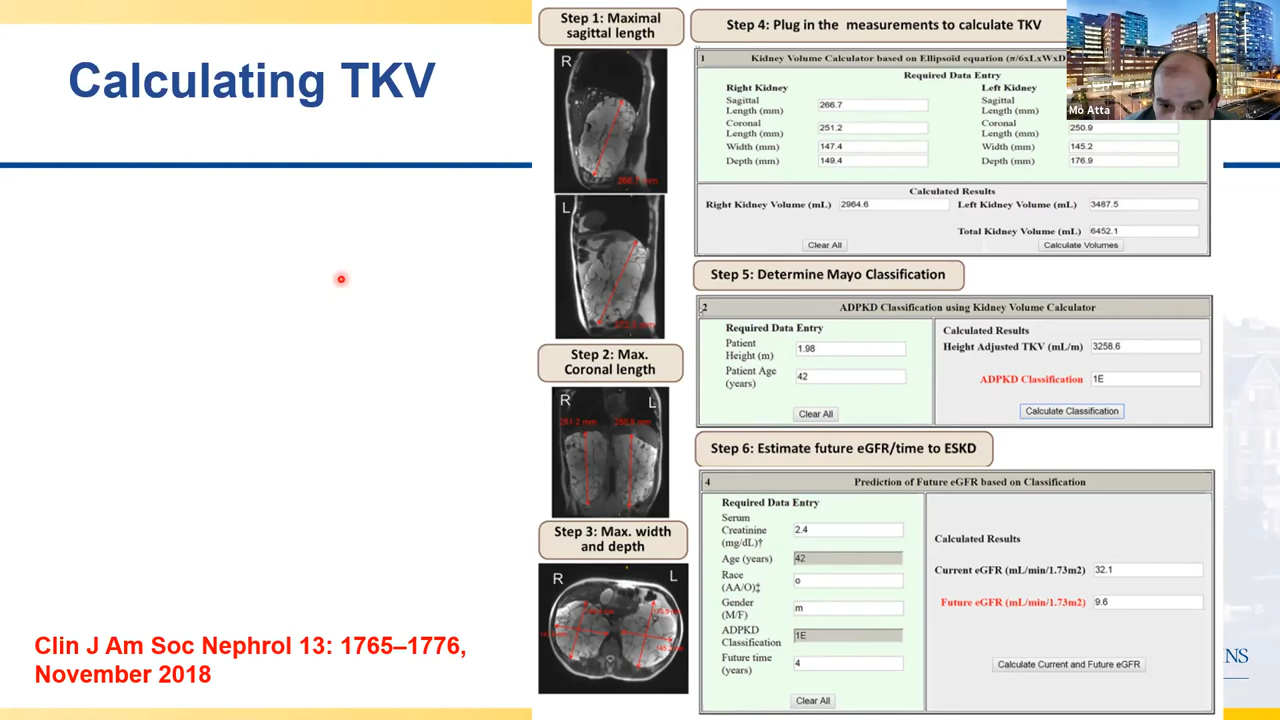 Calculating TKV
Clin J Am Soc Nephrol 13: 1765–1776,
November 2018
Step 1: Maximal
sagittal length
R
L
Step 2: Max.
Coronal length
R
L
251.2 mm
Step 3: Max. width
and depth
R
L
Step 4: Plug in the measurements to calculate TKV
1
Kidney Volume Calculator based on Ellipsoid equation (π/6xLxWxD
Required Data Entry
Right Kidney
Left Kidney
Sagittal
Length (mm)
266.7
Sagittal
Length (mm)
Coronal
Length (mm)
251.2
Coronal
Length (mm)
250.9
Width (mm)
147.4
Width (mm)
145.2
Depth (mm)
149.4
Depth (mm)
176.9
Calculated Results
Right Kidney Volume (mL)
2964.6
Left Kidney Volume (mL)
3487.5
Total Kidney Volume (mL)
6452.1
Clear All
Calculate Volumes
Step 5: Determine Mayo Classification
2
ADPKD Classification using Kidney Volume Calculator
Required Data Entry
Patient
Height (m)
1.98
Patient Age
(years)
42
Clear All
Calculated Results
Height Adjusted TKV (mL/m)
3258.6
ADPKD Classification
1E
Calculate Classification
Step 6: Estimate future eGFR/time to ESKD
4
Prediction of Future eGFR based on Classification
Required Data Entry
Serum
Creatinine
(mg/dL)†
2.4
Age (years)
42
Race
(AA/O)‡
o
Gender
(M/F)
m
ADPKD
Classification
1E
Future time
(years)
4
Clear All
Calculated Results
Current eGFR (mL/min/1.73m2)
32.1
Future eGFR (mL/min/1.73m2)
9.6
Calculate Current and Future eGFR
Mo Atta
NS